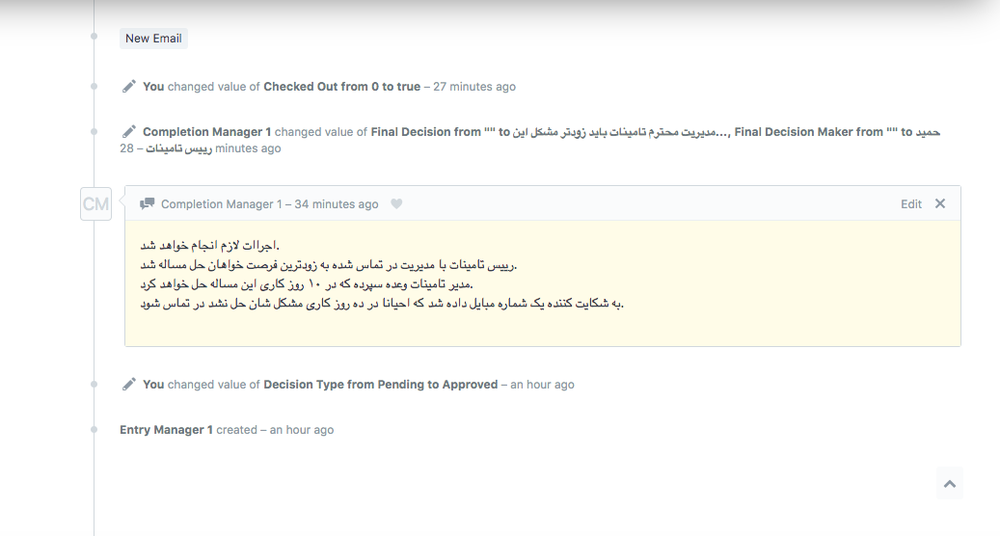 New Email
You changed value of Checked Out from 0 to true – 27 minutes ago
Completion Manager 1 changed value of Final Decision from "" to مدیریت محترم تامینات باید زودتر مشکل این..., Final Decision Maker from "" to حمید
رییس تامینات – 28 minutes ago
CM
Completion Manager 1 – 34 minutes ago
Edit
اجراات لازم انجام خواهد شد.
رییس تامینات با مدیریت در تماس شده به زودترین فرصت خواهان حل مساله شد.
مدیر تامینات وعده سپرده که در ۱۰ روز کاری این مساله حل خواهد کرد.
به شکایت کننده یک شماره مبایل داده شد که احیانا در ده روز کاری مشکل شان حل نشد در تماس شود.
You changed value of Decision Type from Pending to Approved – an hour ago
Entry Manager 1 created – an hour ago